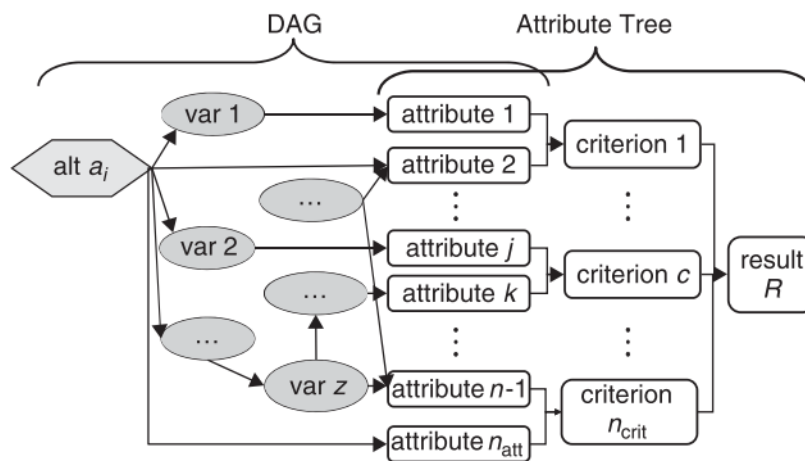 DAG
Attribute Tree
var 1
attribute 1
alt a_i
attribute 2
criterion 1
...
⋮
⋮
var 2
attribute j
criterion c
result
R
...
attribute k
...
⋮
⋮
var z
attribute n-1
criterion
n_crit
attribute n_att